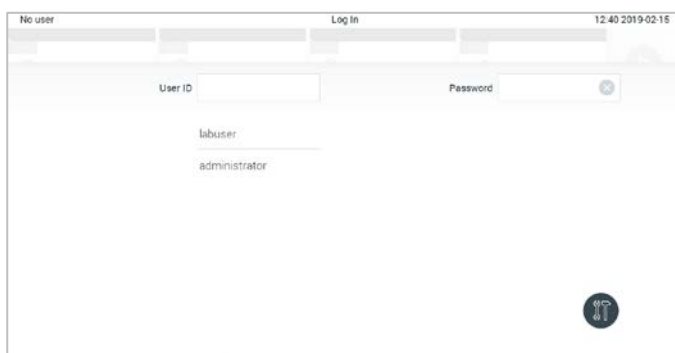 No user Log In 12.40 2019-02-15
User ID Password
labuser
administrator